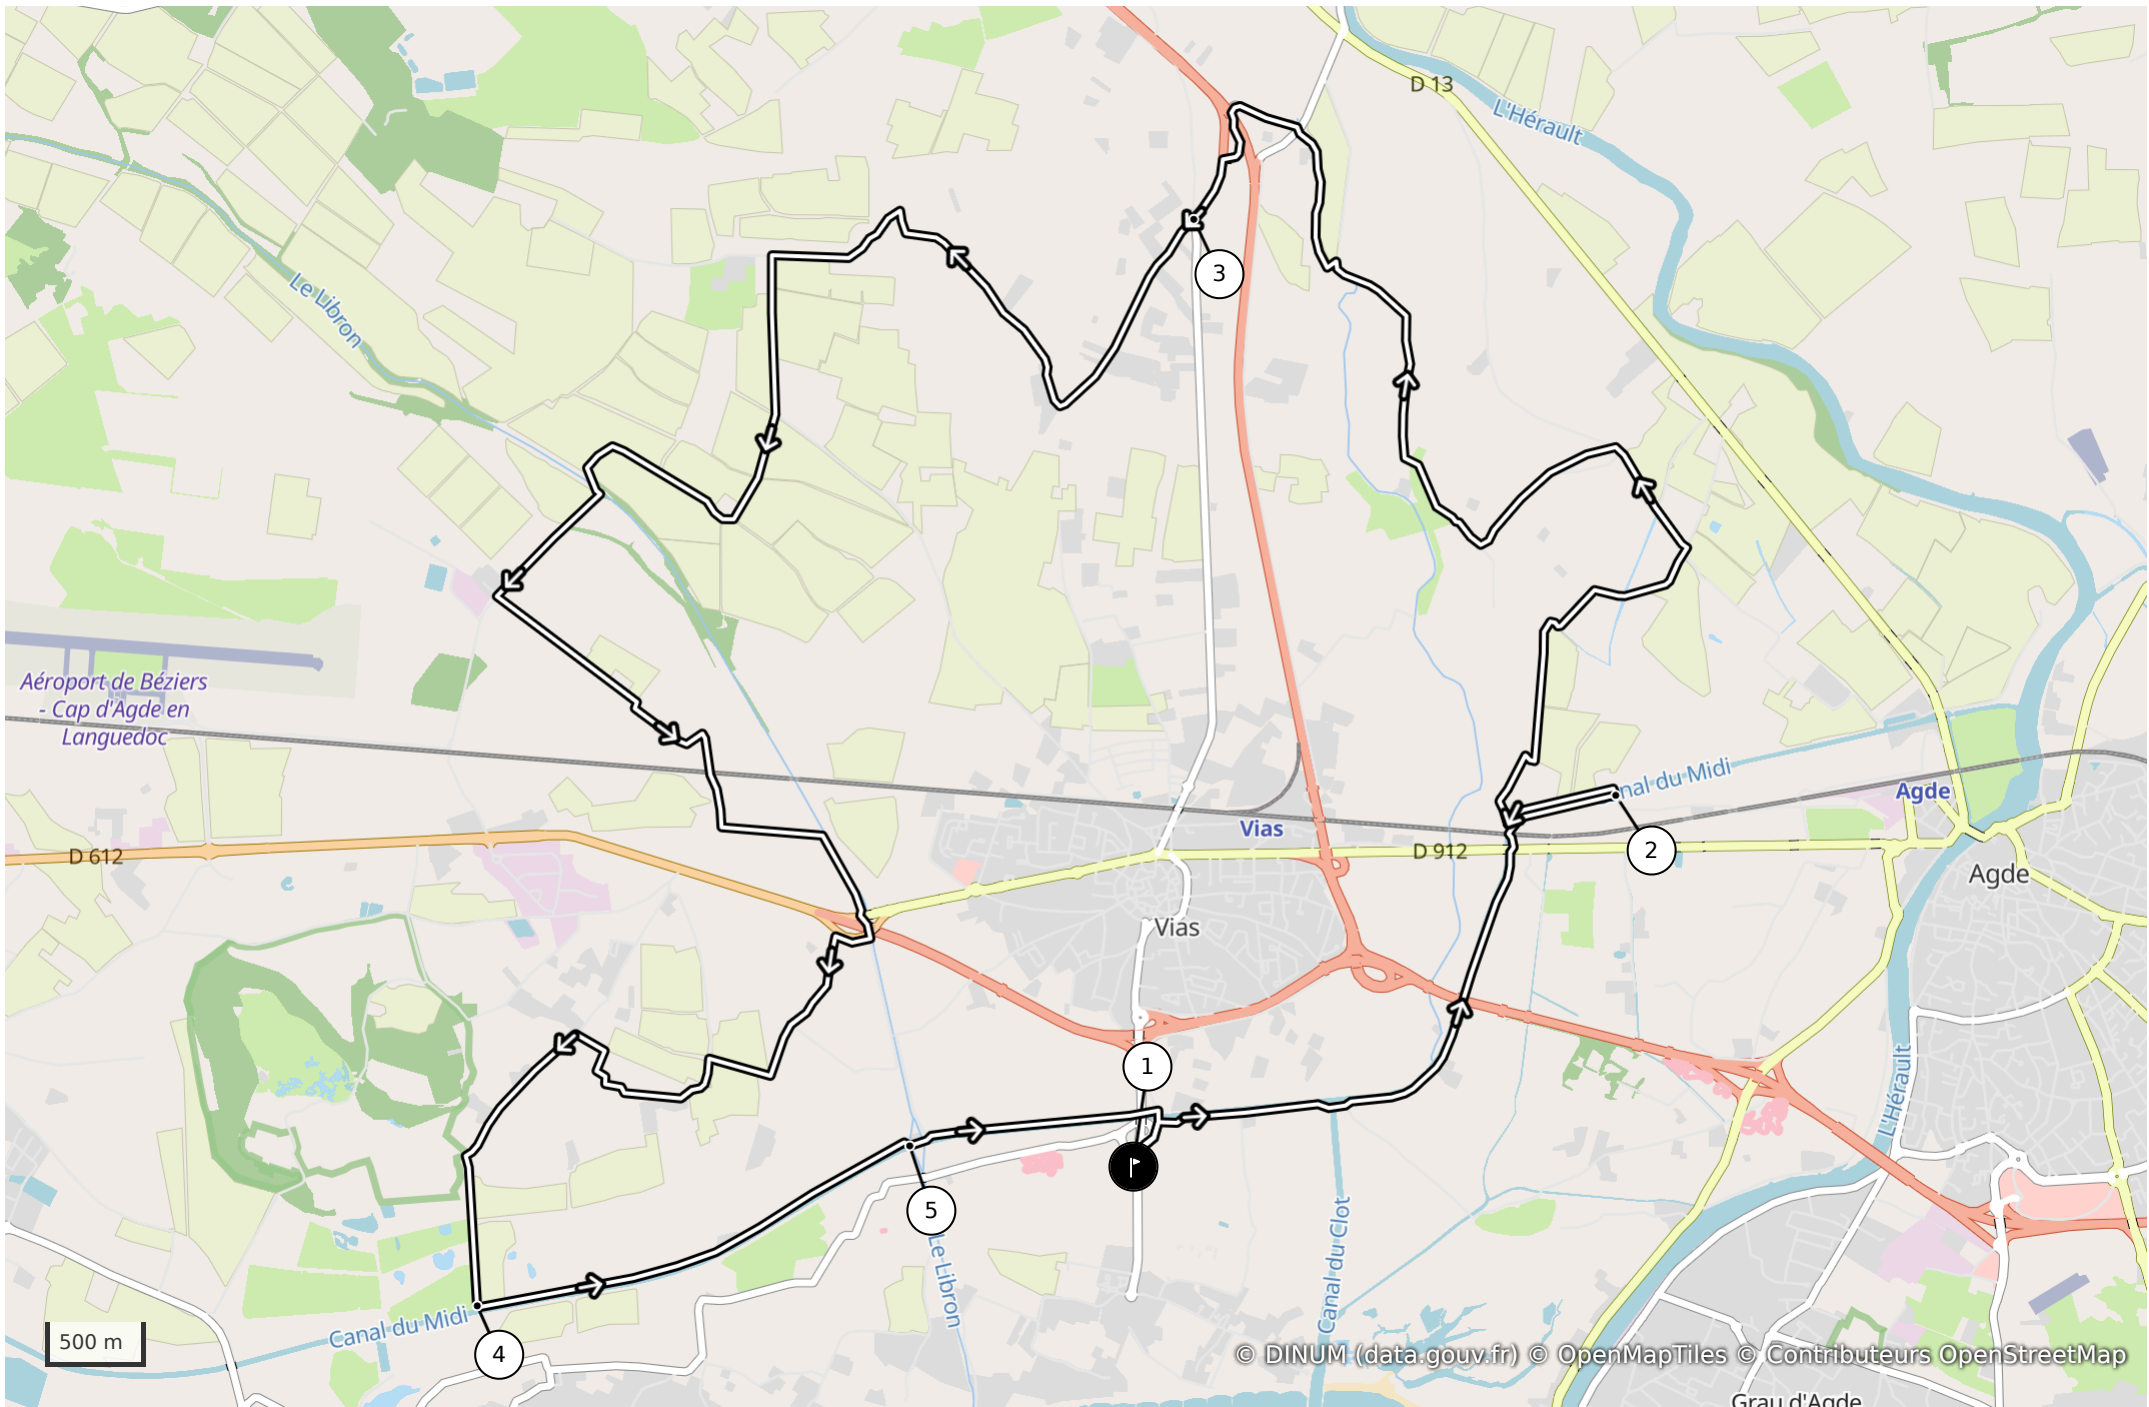 D 13
L'Hérault
3
Le Libron
Aéroport de Béziers
- Cap d'Agde en
Languedoc
nal du Midi
Agde
Vias
D 612
D 912
2
Agde
Vias
1
L'Hérault
5
Le Libron
Canal du Clot
Canal du Midi
500 m
4
© DINUM (data.gouv.fr) © OpenMapTiles © Contributeurs OpenStreetMap
Grau d'Agde